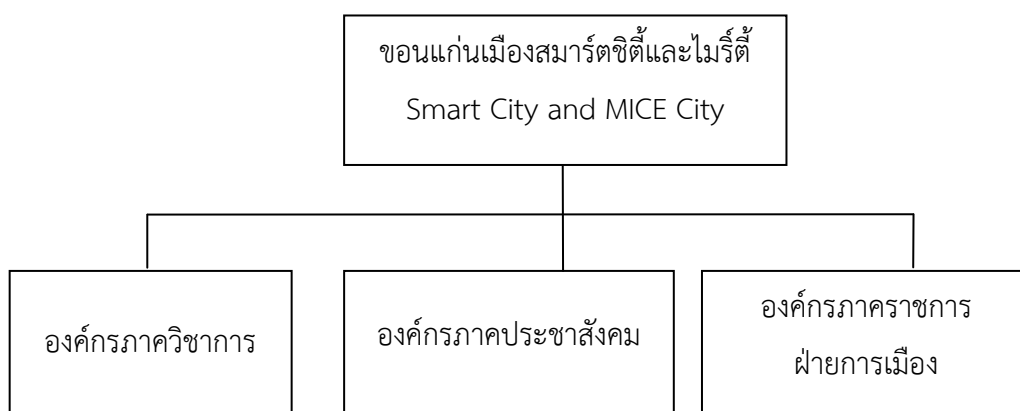 ขอนแก่นเมืองสมาร์ตชิตี้และไมริ์ตี้
Smart City and MICE City
องค์กรภาควิชาการ
องค์กรภาคประชาสังคม
องค์กรภาคราชการ
ฝ่ายการเมือง